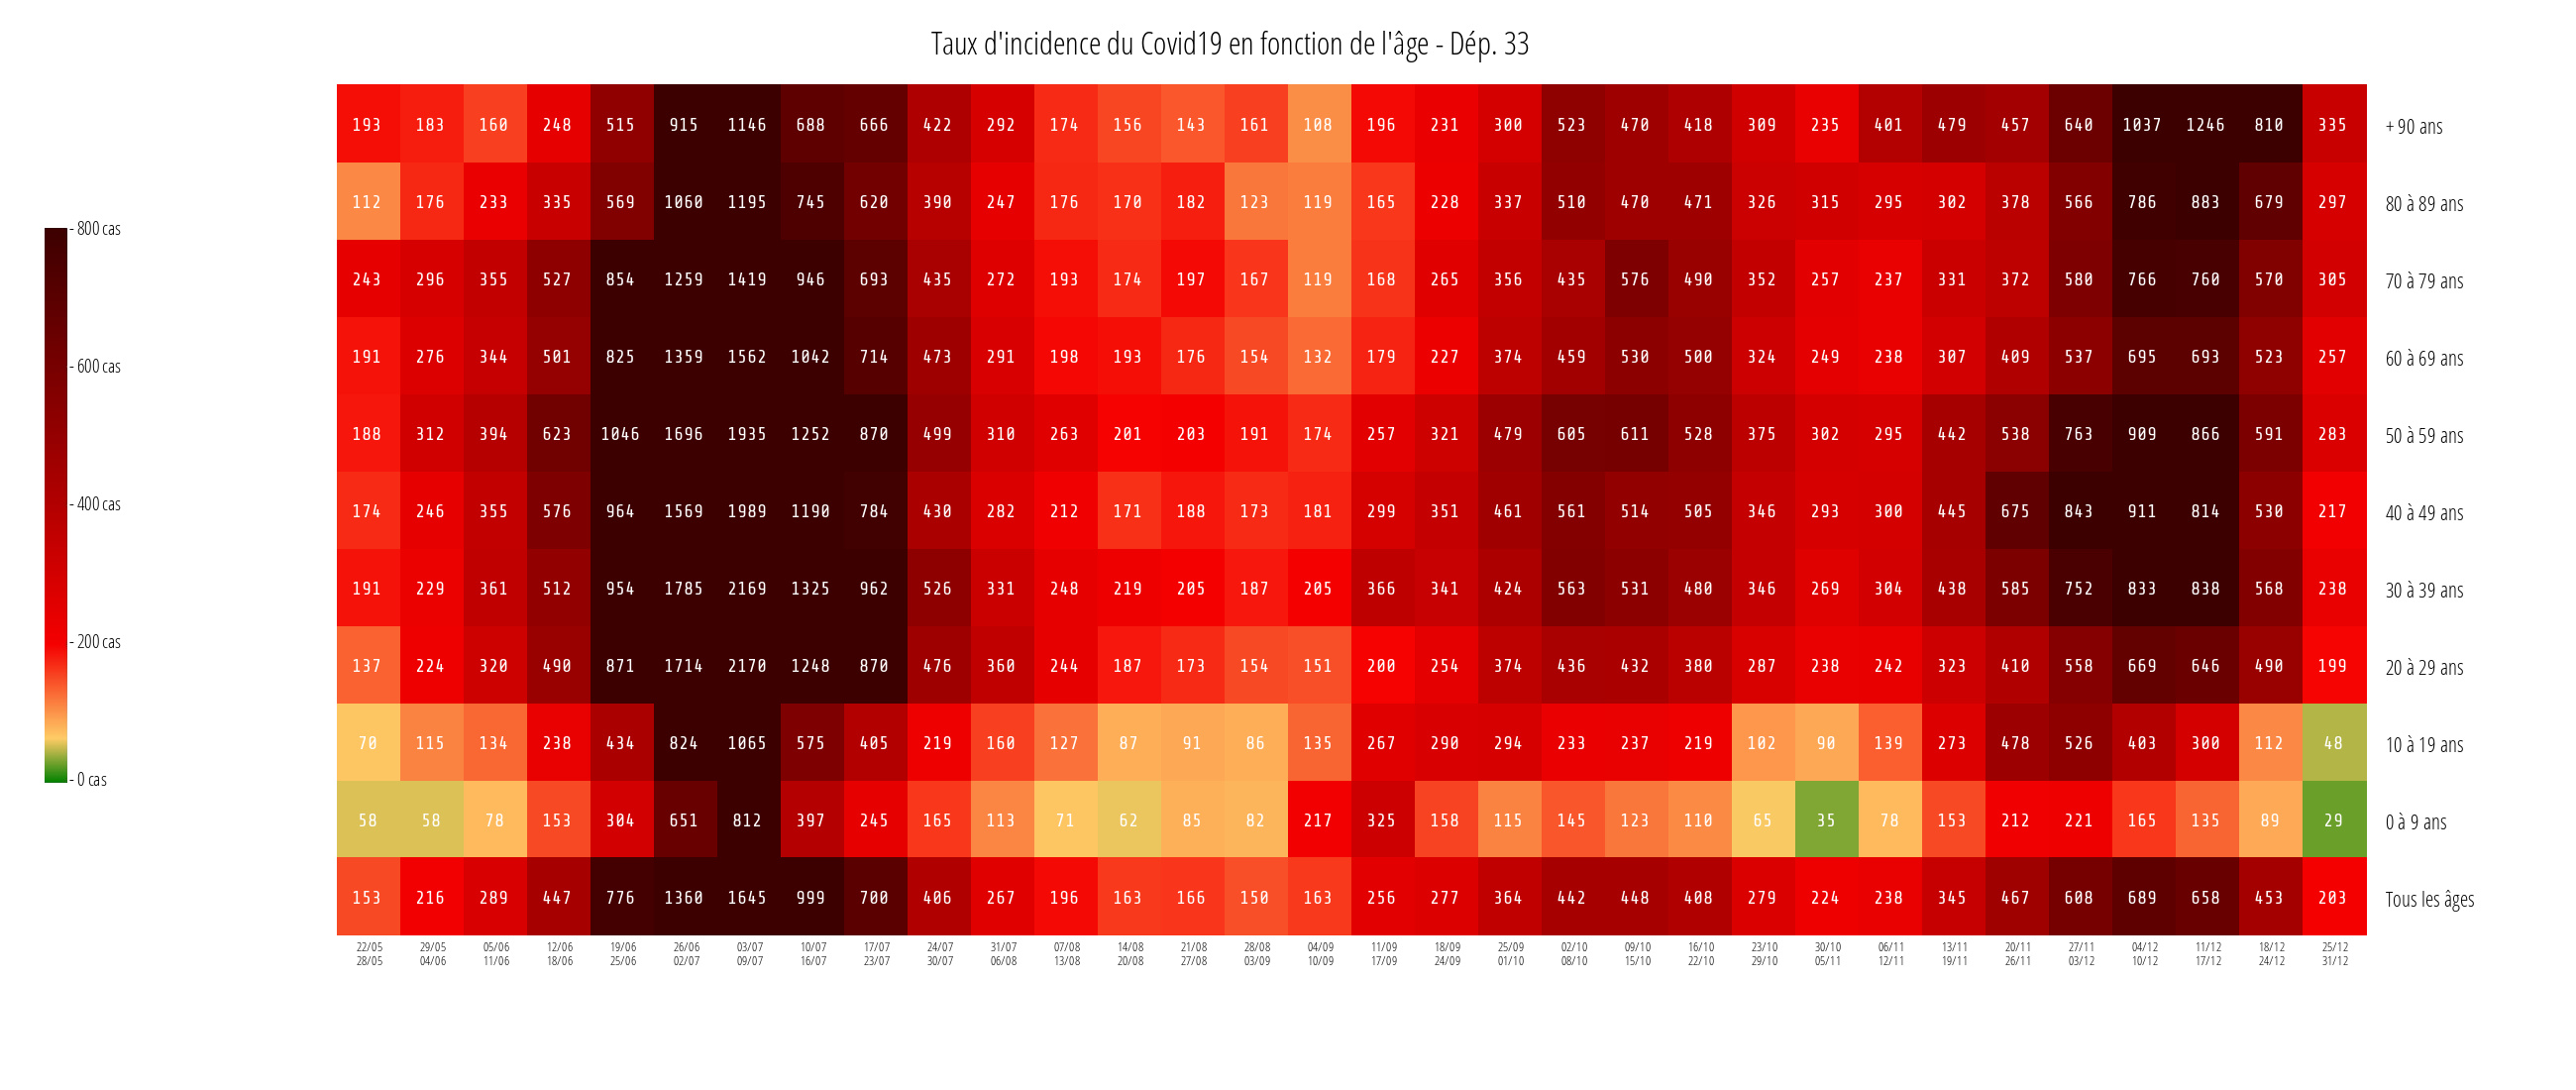 Taux d'incidence du Covid19 en fonction de l'âge - Dép. 33
193 183 160 248 515 915 1146 688 666 422 292 174 156 143 161 108 196 231 300 523 470 418 309 235 401 479 457 640 1037 1246 810 335 + 90 ans
112 176 233 335 569 1060 1195 745 620 390 247 176 170 182 123 119 165 228 337 510 470 471 326 315 295 302 378 566 786 883 679 297 80 à 89 ans
243 296 355 527 854 1259 1419 946 693 435 272 193 174 197 167 119 168 265 356 435 576 490 352 257 237 331 372 580 766 760 570 305 70 à 79 ans
191 276 344 501 825 1359 1562 1042 714 473 291 198 193 176 154 132 179 227 374 459 530 500 324 249 238 307 409 537 695 693 523 257 60 à 69 ans
188 312 394 623 1046 1696 1935 1252 870 499 310 263 201 203 191 174 257 321 479 605 611 528 375 302 295 442 538 763 909 866 591 283 50 à 59 ans
174 246 355 576 964 1569 1989 1190 784 430 282 212 171 188 173 181 299 351 461 561 514 505 346 293 300 445 675 843 911 814 530 217 40 à 49 ans
191 229 361 512 954 1785 2169 1325 962 526 331 248 219 205 187 205 366 341 424 563 531 480 346 269 304 438 585 752 833 838 568 238 30 à 39 ans
137 224 320 490 871 1714 2170 1248 870 476 360 244 187 173 154 151 200 254 374 436 432 380 287 238 242 323 410 558 669 646 490 199 20 à 29 ans
70 115 134 238 434 824 1065 575 405 219 160 127 87 91 86 135 267 290 294 233 237 219 102 90 139 273 478 526 403 300 112 48 10 à 19 ans
58 58 78 153 304 651 812 397 245 165 113 71 62 85 82 217 325 158 115 145 123 110 65 35 78 153 212 221 165 135 89 29 0 à 9 ans
153 216 289 447 776 1360 1645 999 700 406 267 196 163 166 150 163 256 277 364 442 448 408 279 224 238 345 467 608 689 658 453 203 Tous les âges
22/05 29/05 05/06 12/06 19/06 26/06 03/07 10/07 17/07 24/07 31/07 07/08 14/08 21/08 28/08 04/09 11/09 18/09 25/09 02/10 09/10 16/10 23/10 30/10 06/11 13/11 20/11 27/11 04/12 11/12 18/12 25/12
28/05 04/06 11/06 18/06 25/06 02/07 09/07 16/07 23/07 30/07 06/08 13/08 20/08 27/08 03/09 10/09 17/09 24/09 01/10 08/10 15/10 22/10 29/10 05/11 12/11 19/11 26/11 03/12 10/12 17/12 24/12 31/12
- 800 cas
- 600 cas
- 400 cas
- 200 cas
- 0 cas